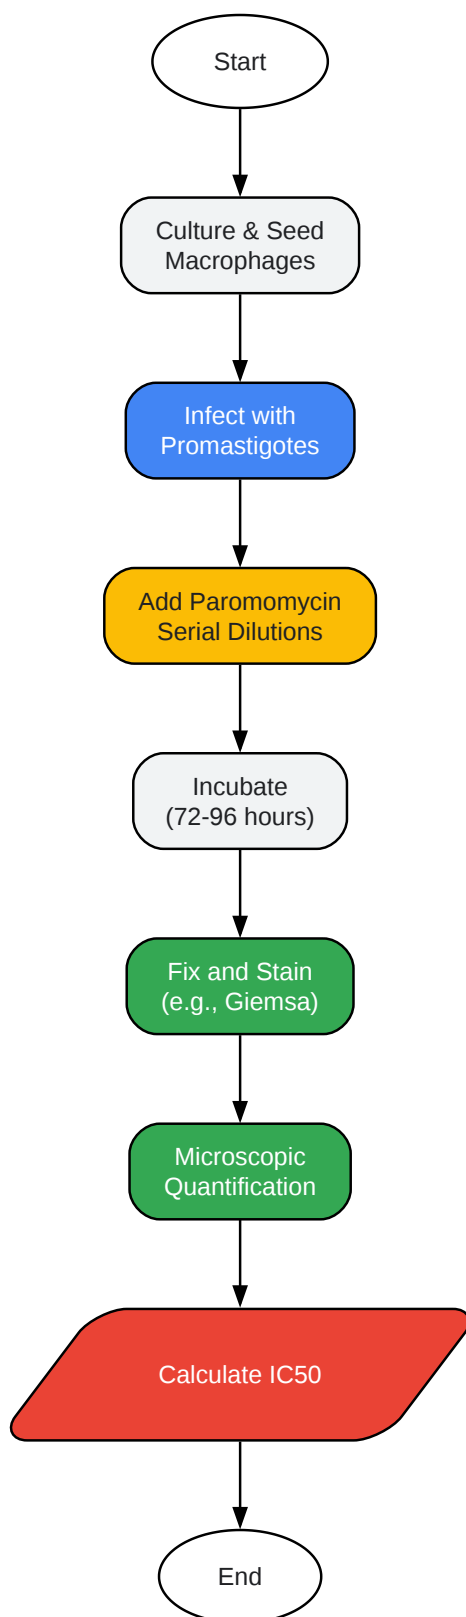 Start
Culture & Seed
Macrophages
Infect with
Promastigotes
Add Paromomycin
Serial Dilutions
Incubate
(72-96 hours)
Fix and Stain
(e.g., Giemsa)
Microscopic
Quantification
Calculate IC50
End